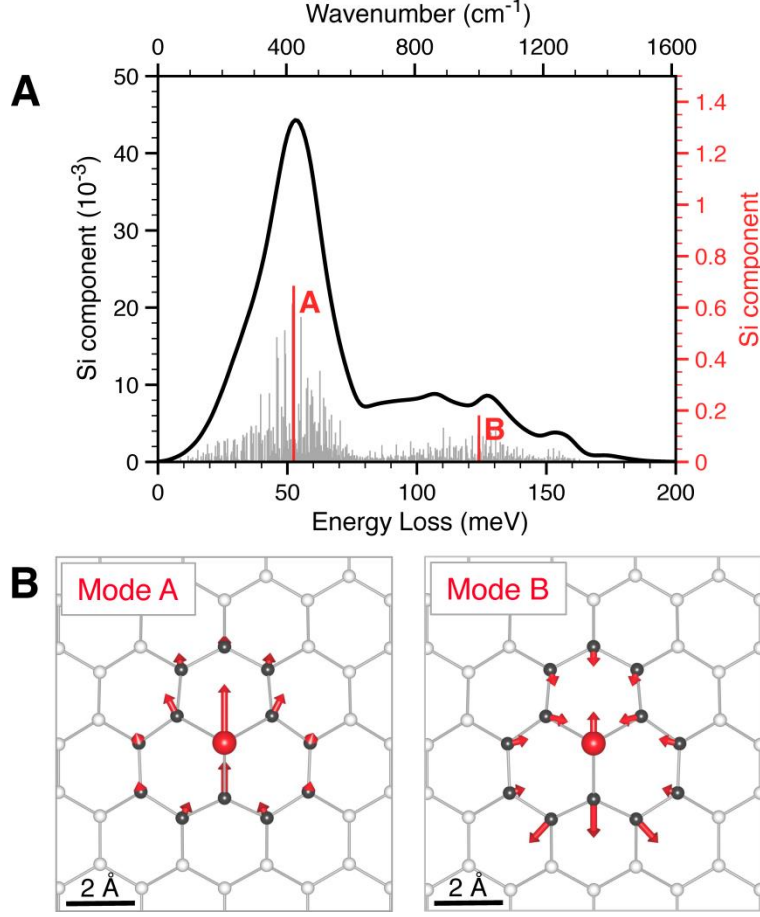 Wavenumber (cm⁻¹)
0 400 800 1200 1600
A
50
40
30
20
10
0
Si component (10⁻³)
1.4
1.2
1
0.8
0.6
0.4
0.2
0
Si component
A
B
0 50 100 150 200
Energy Loss (meV)
B
Mode A
Mode B
2 Å
2 Å